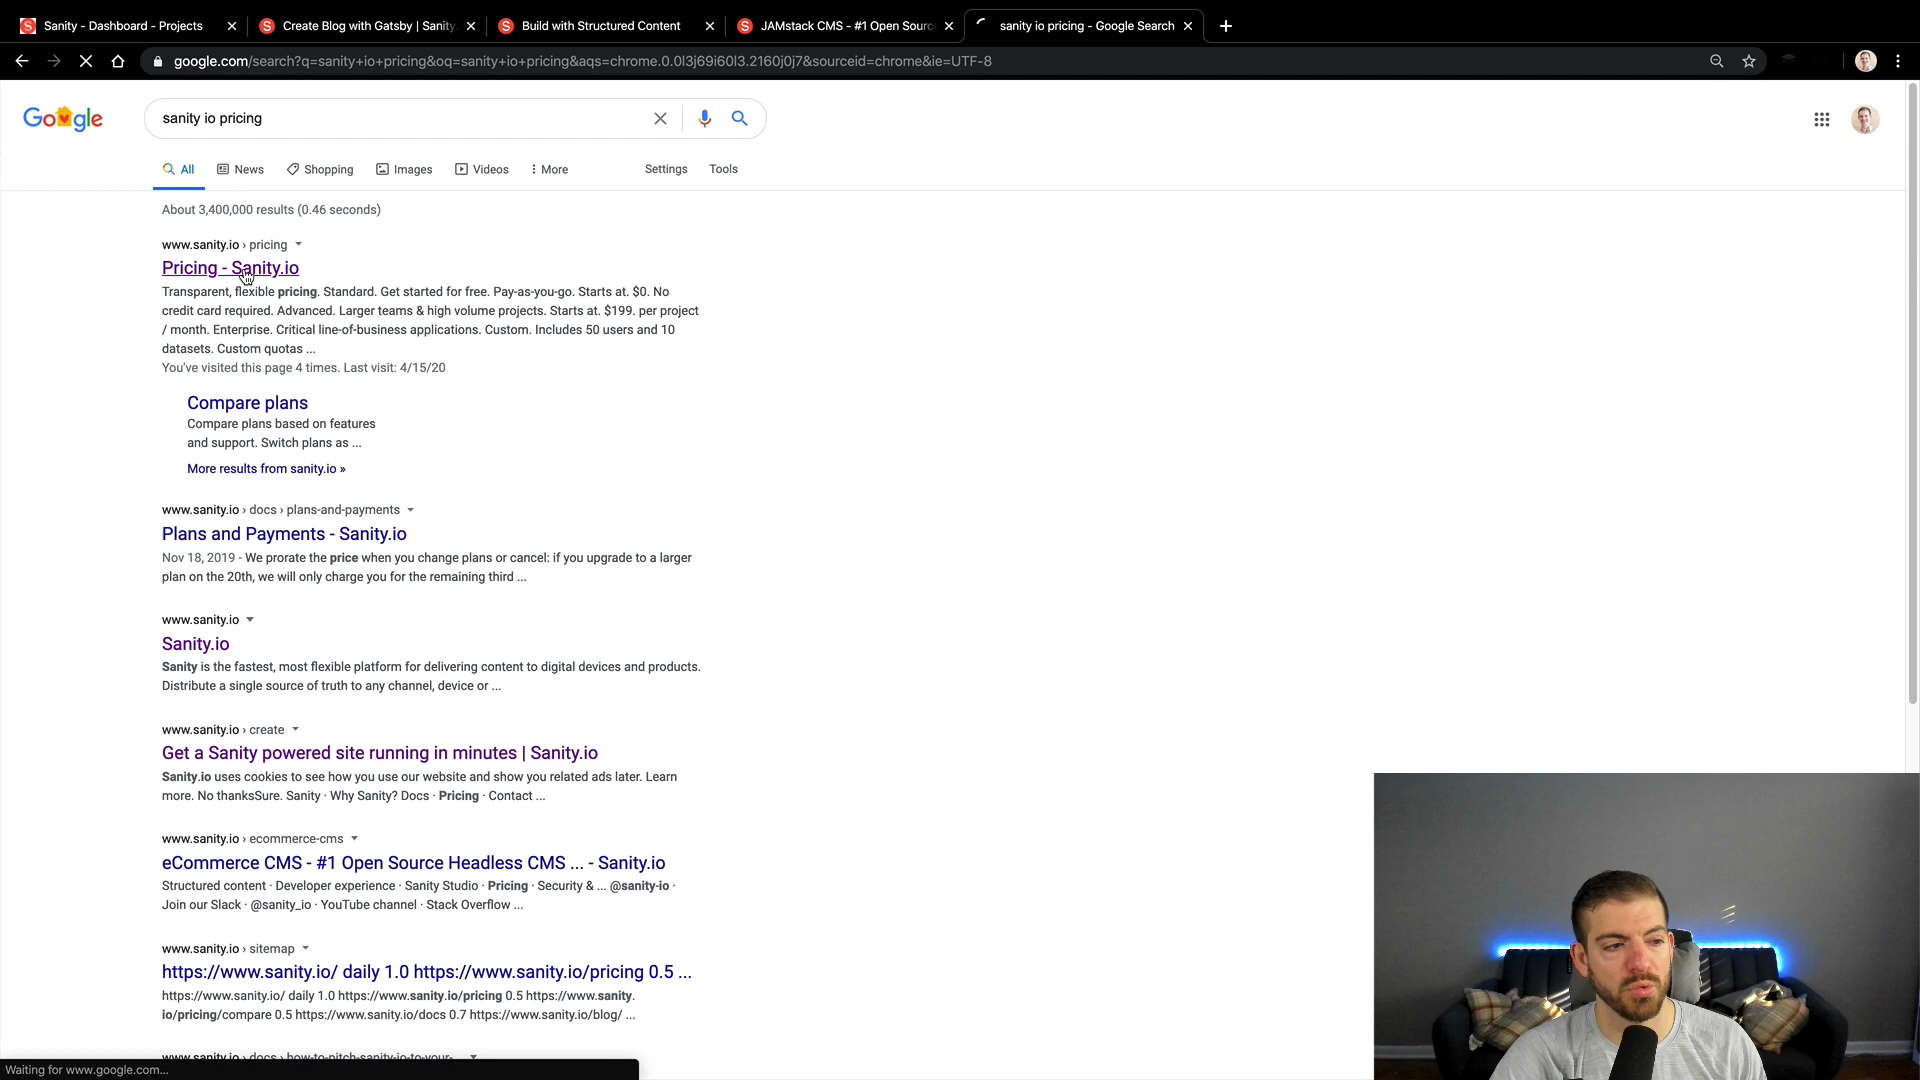 Sanity - Dashboard - Projects
Create Blog with Gatsby | Sanity.
Build with Structured Content
JAMstack CMS - #1 Open Sourc
sanity io pricing - Google Search
google.com/search?q=sanity+io+pricing&oq=sanity+io+pricing&aqs=chrome.0.0l3j69i60l3.2160j0j7&sourceid=chrome&ie=UTF-8
Google
sanity io pricing
All
News
Shopping
Images
Videos
More
Settings
Tools
About 3,400,000 results (0.46 seconds)
www.sanity.io › pricing
Pricing - Sanity.io
Transparent, flexible pricing. Standard. Get started for free. Pay-as-you-go. Starts at. $0. No
credit card required. Advanced. Larger teams & high volume projects. Starts at. $199. per project
/ month. Enterprise. Critical line-of-business applications. Custom. Includes 50 users and 10
datasets. Custom quotas ...
You've visited this page 4 times. Last visit: 4/15/20
Compare plans
Compare plans based on features
and support. Switch plans as ...
More results from sanity.io »
www.sanity.io › docs › plans-and-payments
Plans and Payments - Sanity.io
Nov 18, 2019 - We prorate the price when you change plans or cancel: if you upgrade to a larger
plan on the 20th, we will only charge you for the remaining third ...
www.sanity.io
Sanity.io
Sanity is the fastest, most flexible platform for delivering content to digital devices and products.
Distribute a single source of truth to any channel, device or ...
www.sanity.io › create
Get a Sanity powered site running in minutes | Sanity.io
Sanity.io uses cookies to see how you use our website and show you related ads later. Learn
more. No thanksSure. Sanity · Why Sanity? Docs · Pricing · Contact ...
www.sanity.io › ecommerce-cms
eCommerce CMS - #1 Open Source Headless CMS ... - Sanity.io
Structured content · Developer experience · Sanity Studio · Pricing · Security & ... @sanity-io ·
Join our Slack · @sanity_io · YouTube channel · Stack Overflow ...
www.sanity.io › sitemap
https://www.sanity.io/ daily 1.0 https://www.sanity.io/pricing 0.5 ...
https://www.sanity.io/ daily 1.0 https://www.sanity.io/pricing 0.5 https://www.sanity.
io/pricing/compare 0.5 https://www.sanity.io/docs 0.7 https://www.sanity.io/blog/ ...
www.sanity.io › docs › how-to-pitch-sanity-io-to-your-
Waiting for www.google.com...